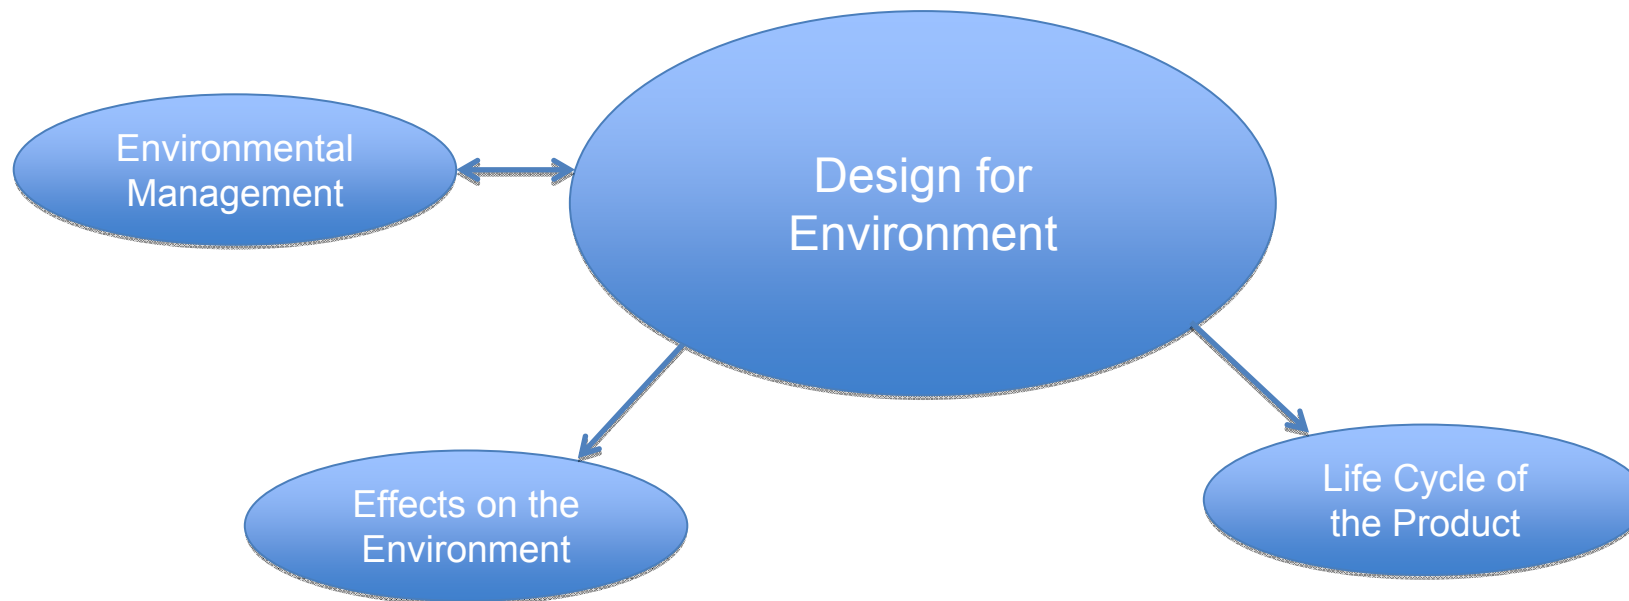 Environmental
Management
Design for
Environment
Effects on the
Environment
Life Cycle of
the Product